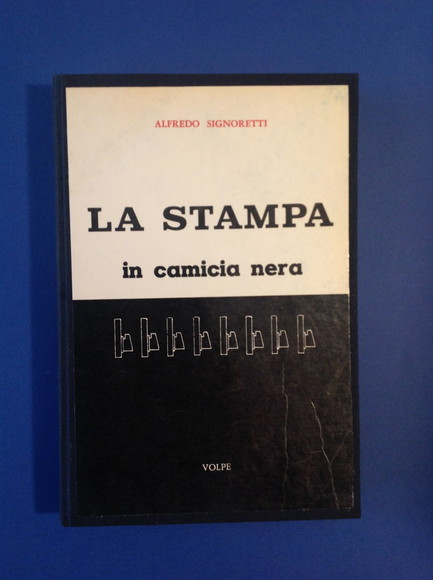 ALFREDO SIGNORETTI
LA STAMPA
in camicia nera
VOLPE